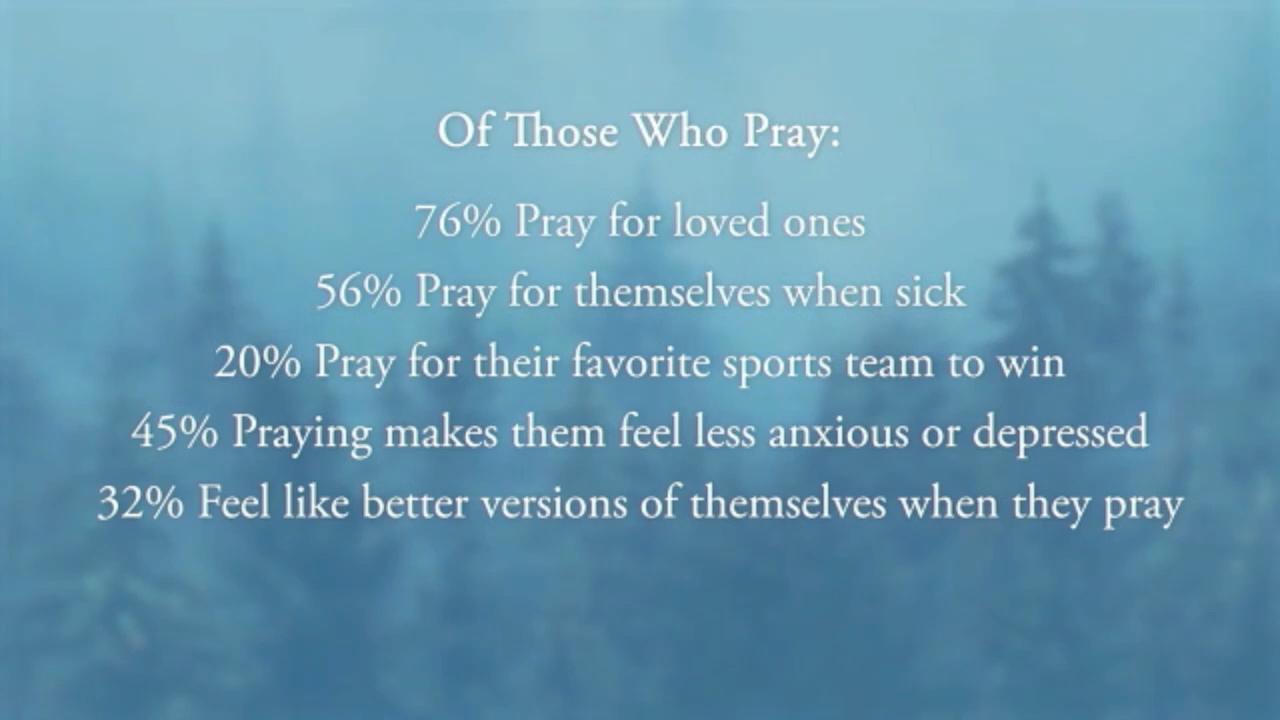 Of Those Who Pray:
76% Pray for loved ones
56% Pray for themselves when sick
20% Pray for their favorite sports team to win
45% Praying makes them feel less anxious or depressed
32% Feel like better versions of themselves when they pray